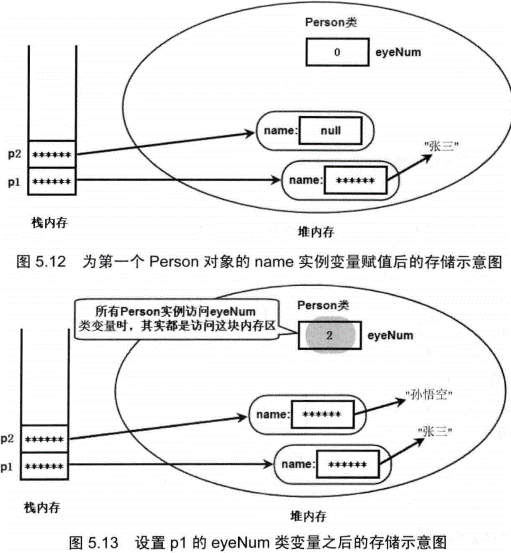 Person类
0 eyeNum
name: null
"张三"
p2 ******
name: ******
p1 ******
栈内存
堆内存
图 5.12 为第一个 Person 对象的 name 实例变量赋值后的存储示意图
Person类
所有Person实例访问eyeNum
类变量时，其实都是访问这块内存区
2 eyeNum
"孙悟空"
name: ******
p2 ******
"张三"
name: ******
p1 ******
栈内存
堆内存
图 5.13 设置 p1 的 eyeNum 类变量之后的存储示意图